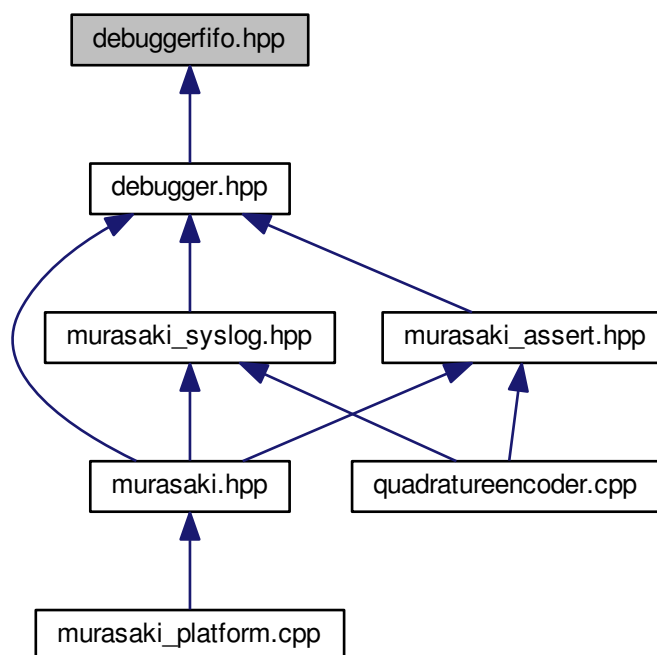 debuggerfifo.hpp
debugger.hpp
murasaki_syslog.hpp
murasaki_assert.hpp
murasaki.hpp
quadratureencoder.cpp
murasaki_platform.cpp